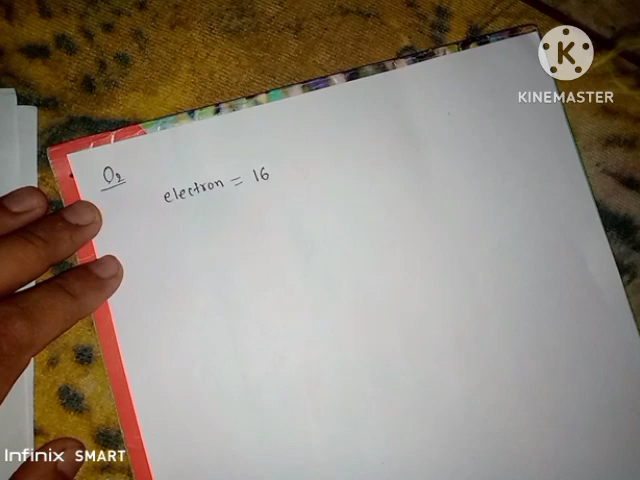 KINEMASTER
O₂
electron = 16
Infinix SMART